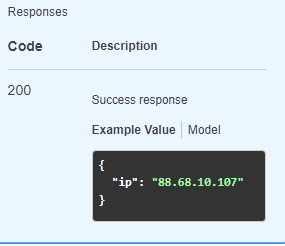 Responses
Code Description
200
Success response
Example Value Model
{
"ip": "88.68.10.107"
}